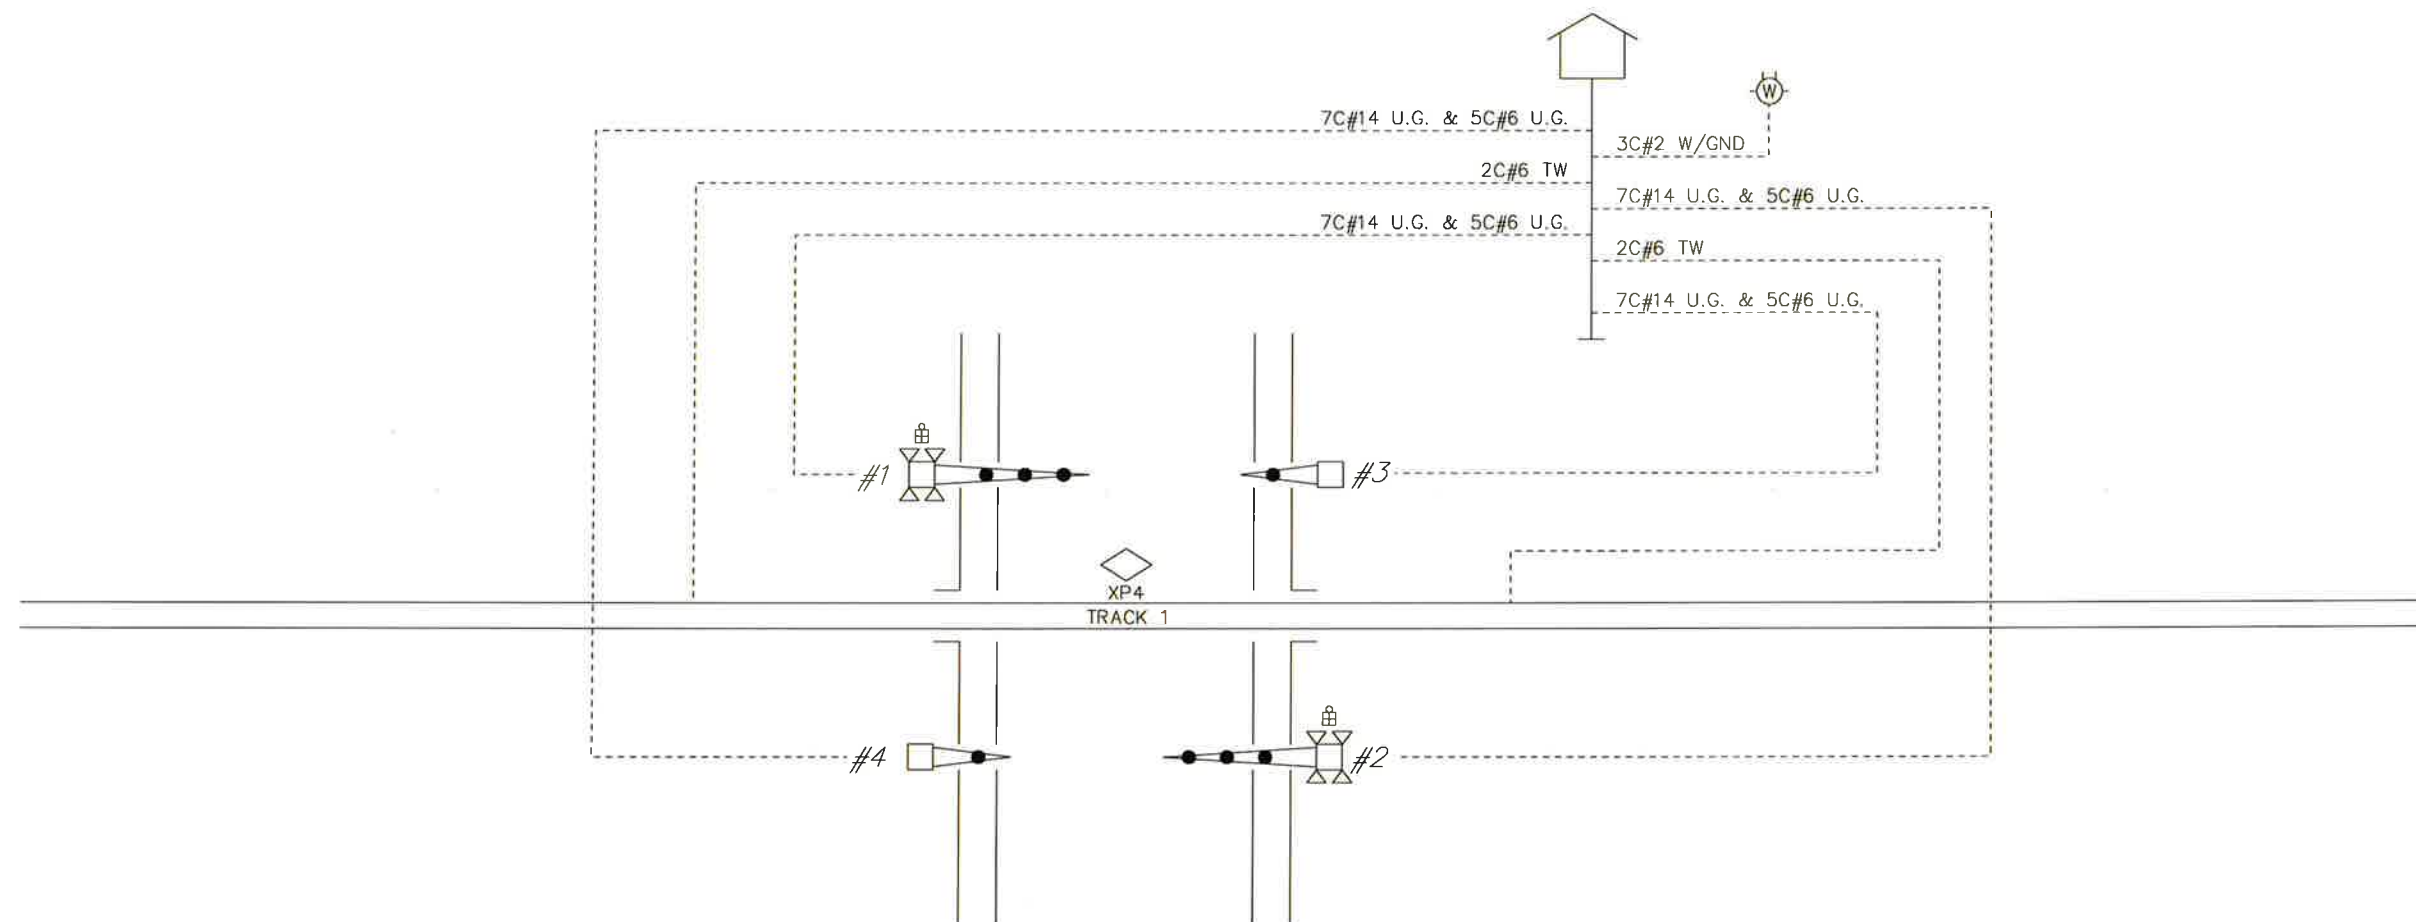 7C#14 U.G. & 5C#6 U.G.
W
3C#2 W/GND
2C#6 TW
7C#14 U.G. & 5C#6 U.G.
7C#14 U.G. & 5C#6 U.G.
2C#6 TW
7C#14 U.G. & 5C#6 U.G.
#1
#3
XP4
TRACK 1
#4
#2